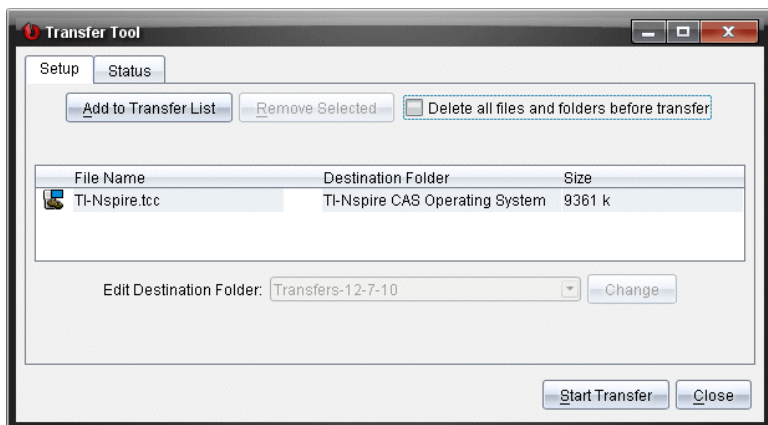 Transfer Tool
Setup Status
Add to Transfer List Remove Selected Delete all files and folders before transfer
File Name Destination Folder Size
TI-Nspire.tcc TI-Nspire CAS Operating System 9361 k
Edit Destination Folder: Transfers-12-7-10 Change
Start Transfer Close